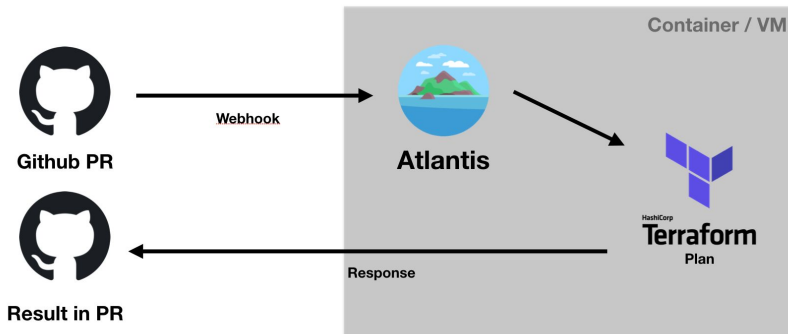 Container / VM
Webhook
Github PR
Atlantis
HashiCorp
Terraform
Plan
Response
Result in PR